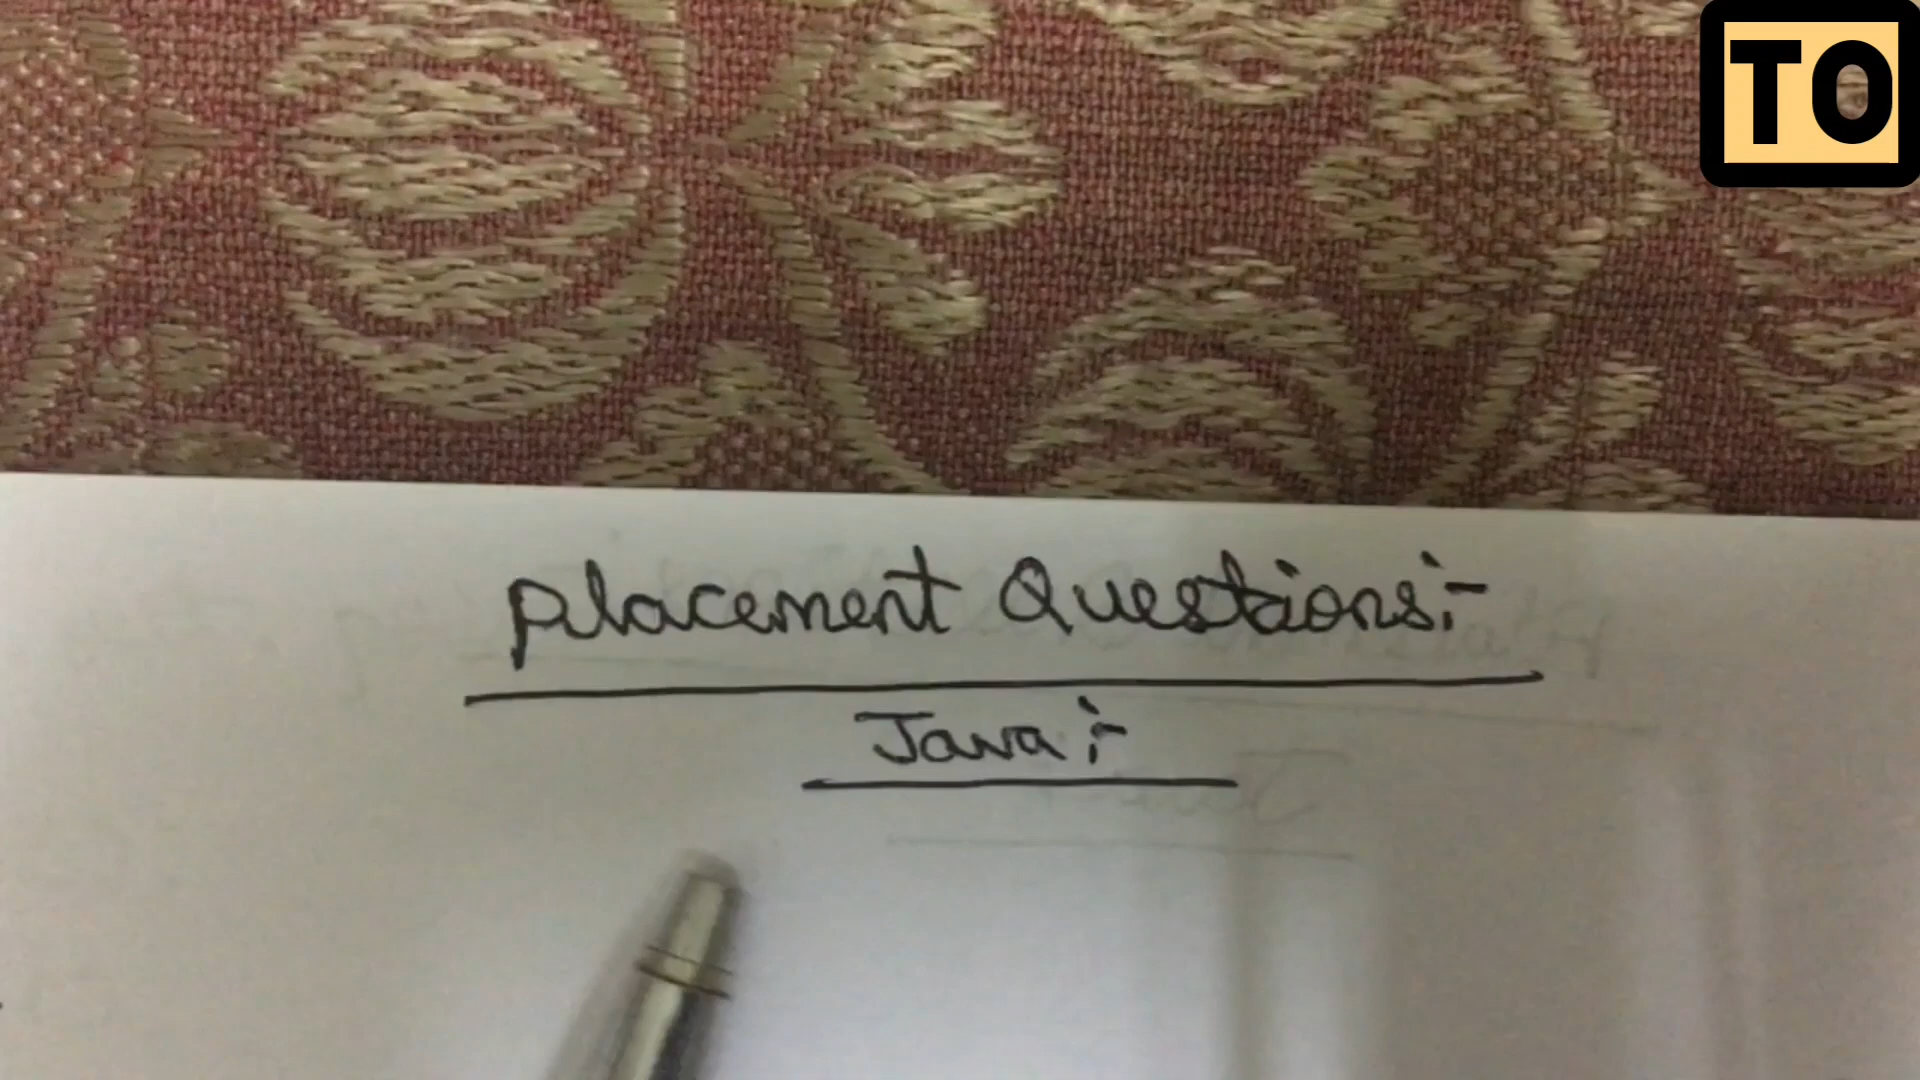 TO
Placement Questions:-
Java:-